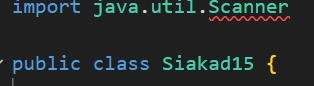 import java.util.Scanner
public class Siakad15 {